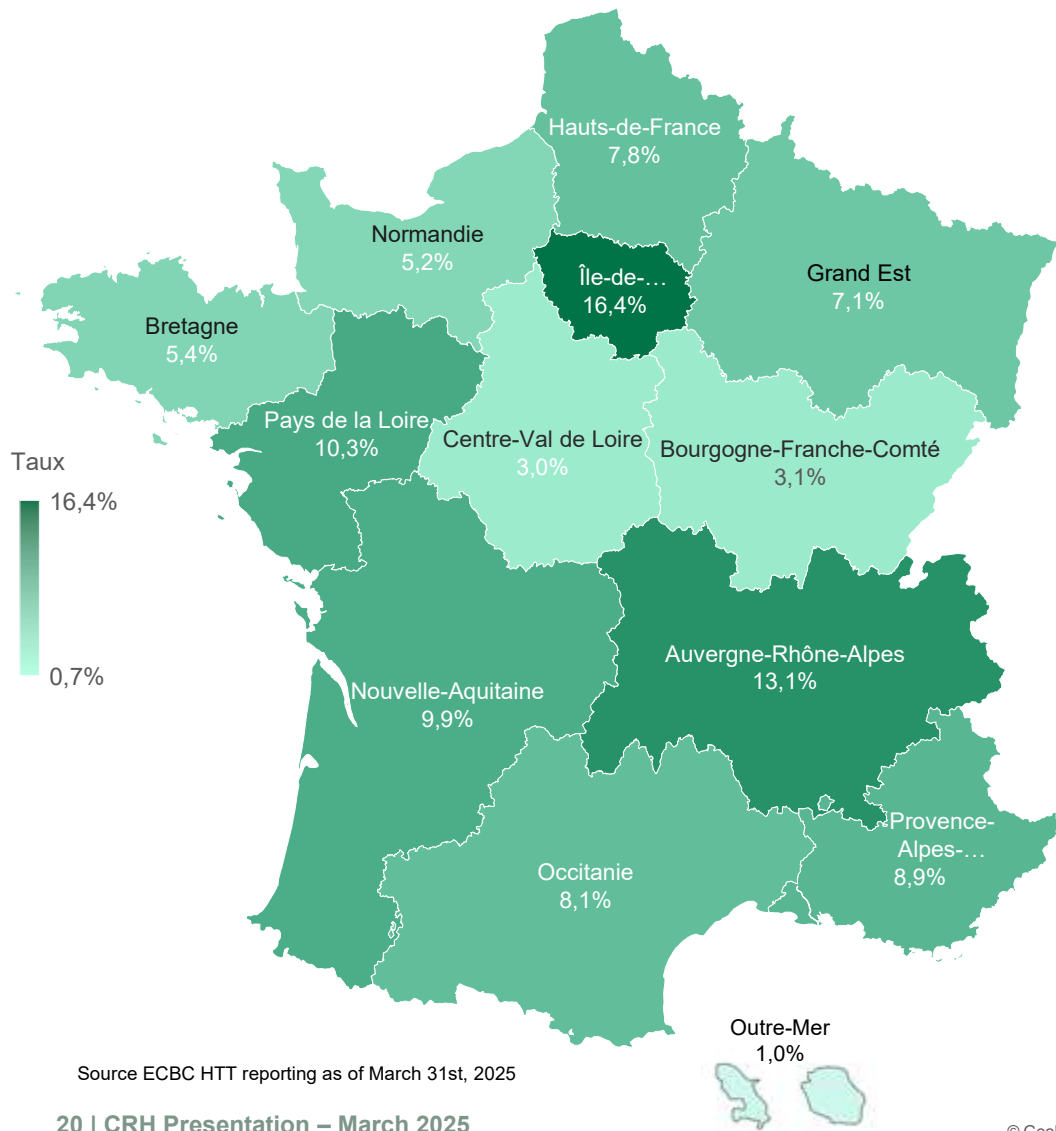 Hauts-de-France
7,8%
Normandie
5,2%
Île-de-...
16,4%
Grand Est
7,1%
Bretagne
5,4%
Pays de la Loire
10,3%
Centre-Val de Loire
3,0%
Bourgogne-Franche-Comté
3,1%
Taux
16,4%
0,7%
Auvergne-Rhône-Alpes
13,1%
Nouvelle-Aquitaine
9,9%
Provence-
Alpes-...
8,9%
Occitanie
8,1%
Outre-Mer
1,0%
Source ECBC HTT reporting as of March 31st, 2025
20 | CRH Presentation – March 2025